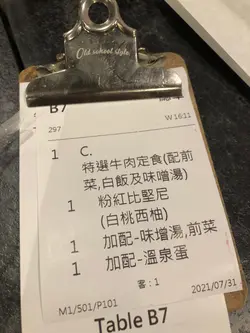 Old school style
B7
297 W 1611
1 C.
特選牛肉定食(配前
菜,白飯及味噌湯)
1 粉紅比堅尼
(白桃西柚)
1 加配-味增湯,前菜
1 加配-溫泉蛋
客:1
M1/S01/P101 2021/07/31
Table B7